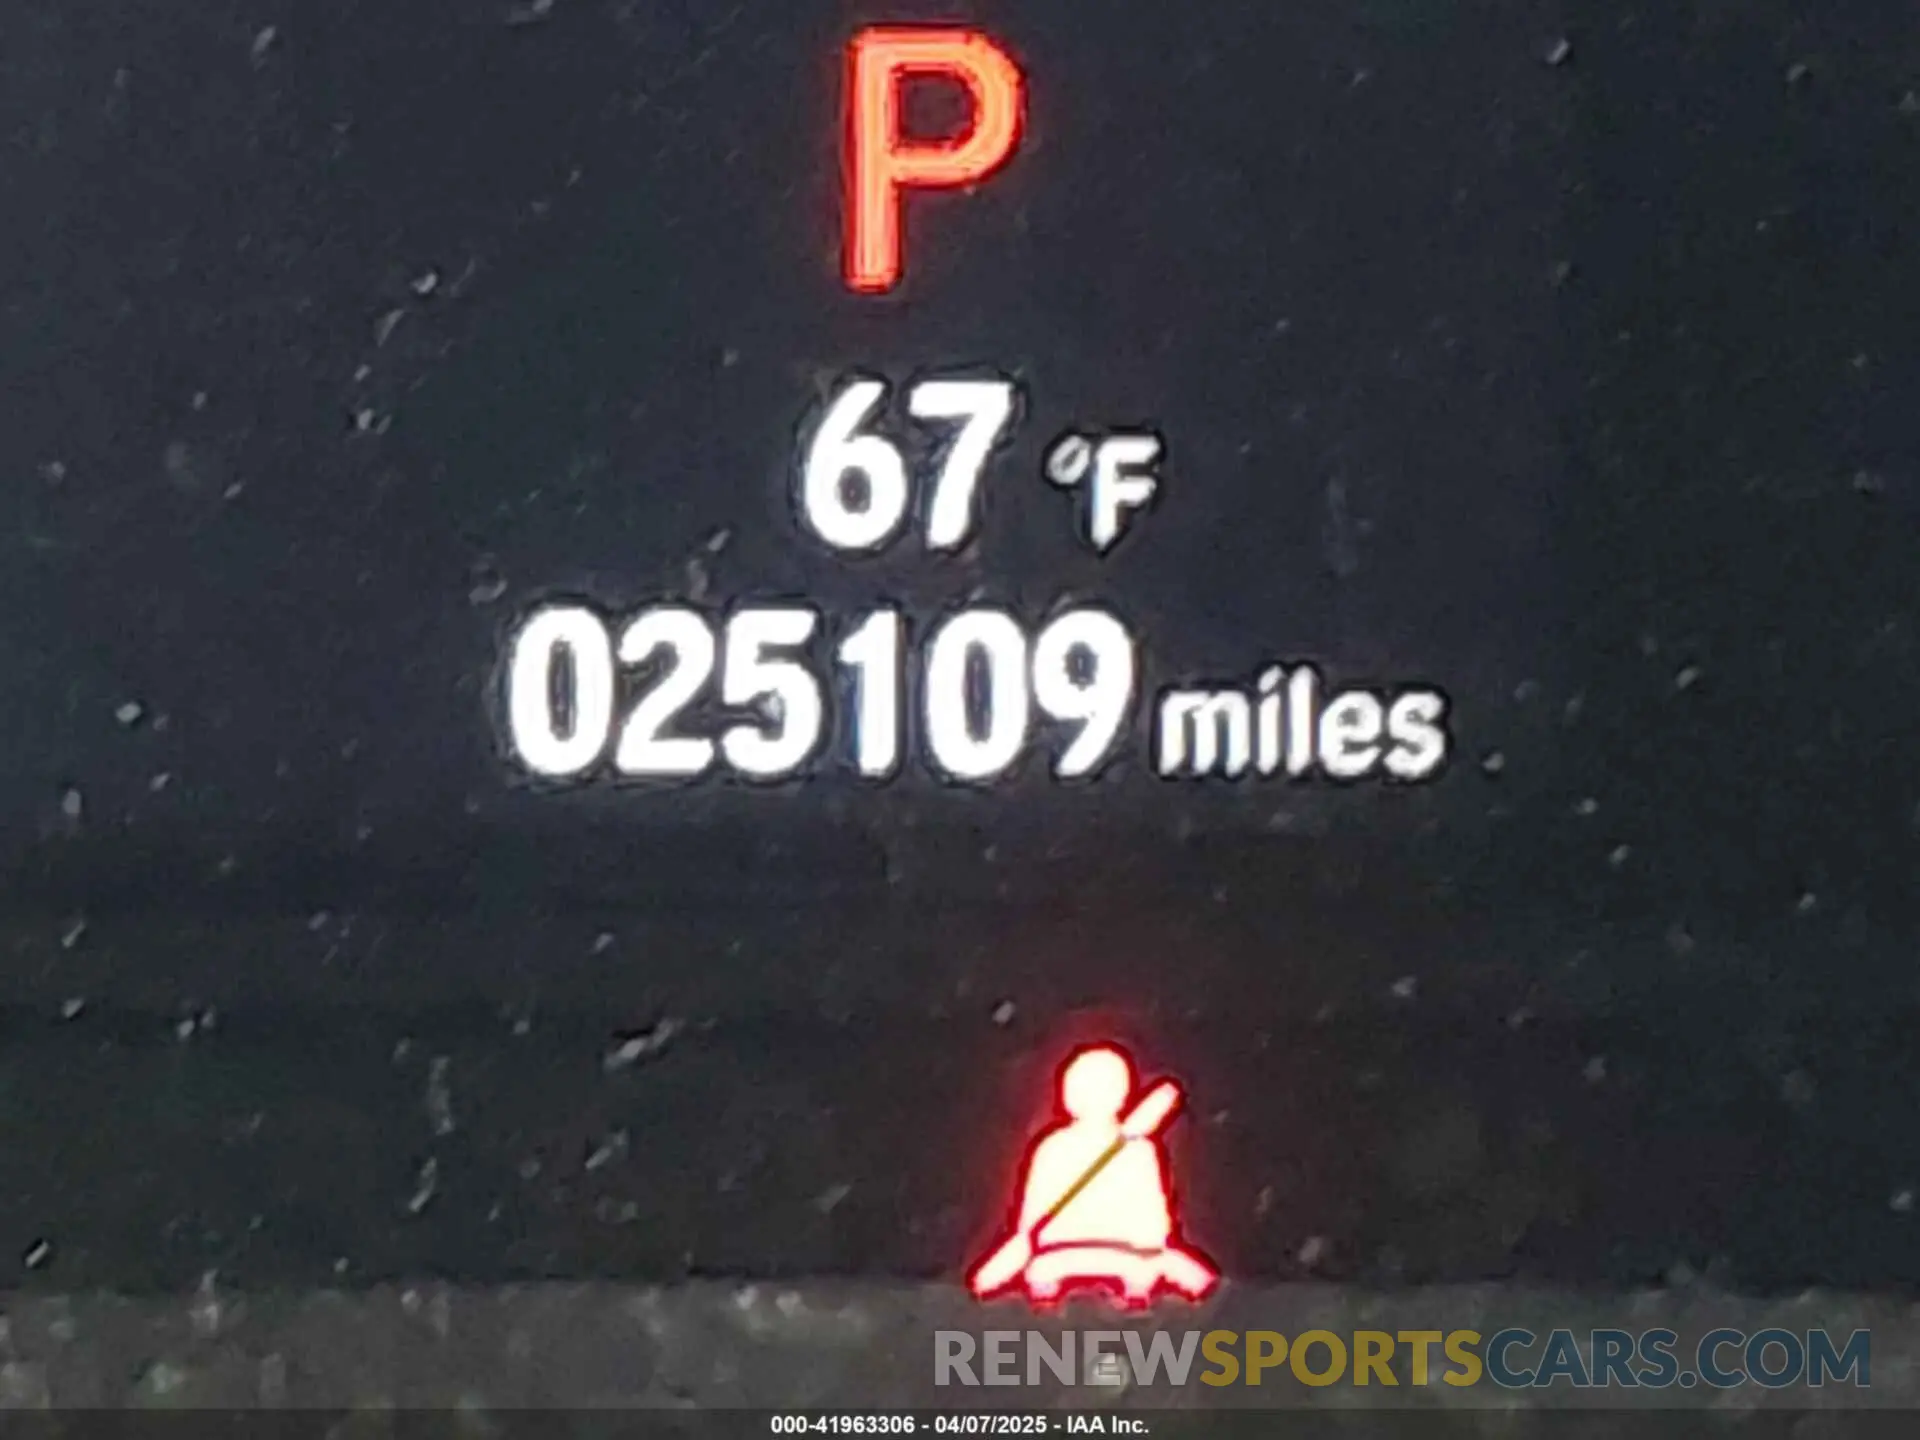 P
67 °F
025109 miles
RENEWSPORTSCARS.COM
000-41963306 - 04/07/2025 - IAA Inc.